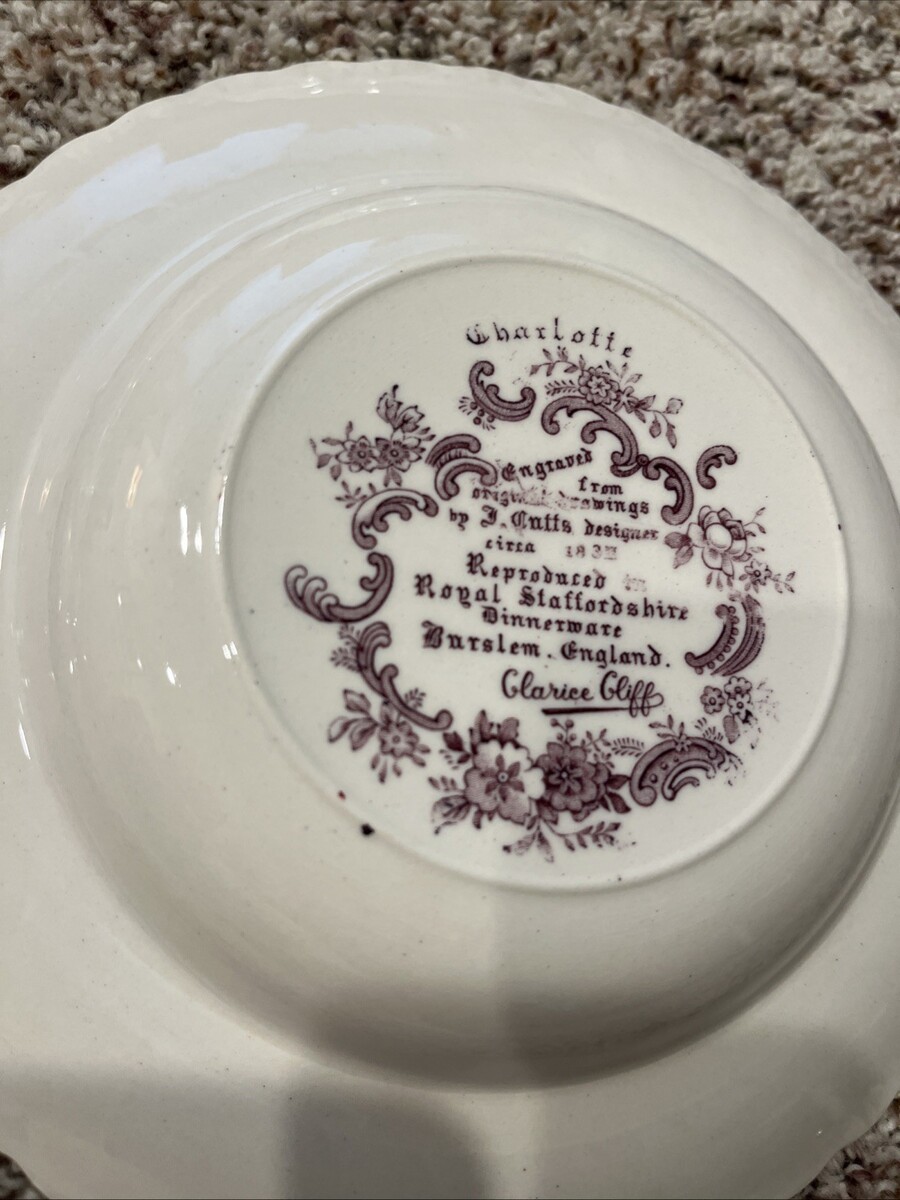 Charlotte
Engraved
from
original drawings
by J. Cutts designer
circa
Reproduced
Royal Staffordshire
Dinnerware
Burslem. England.
Clarice Cliff